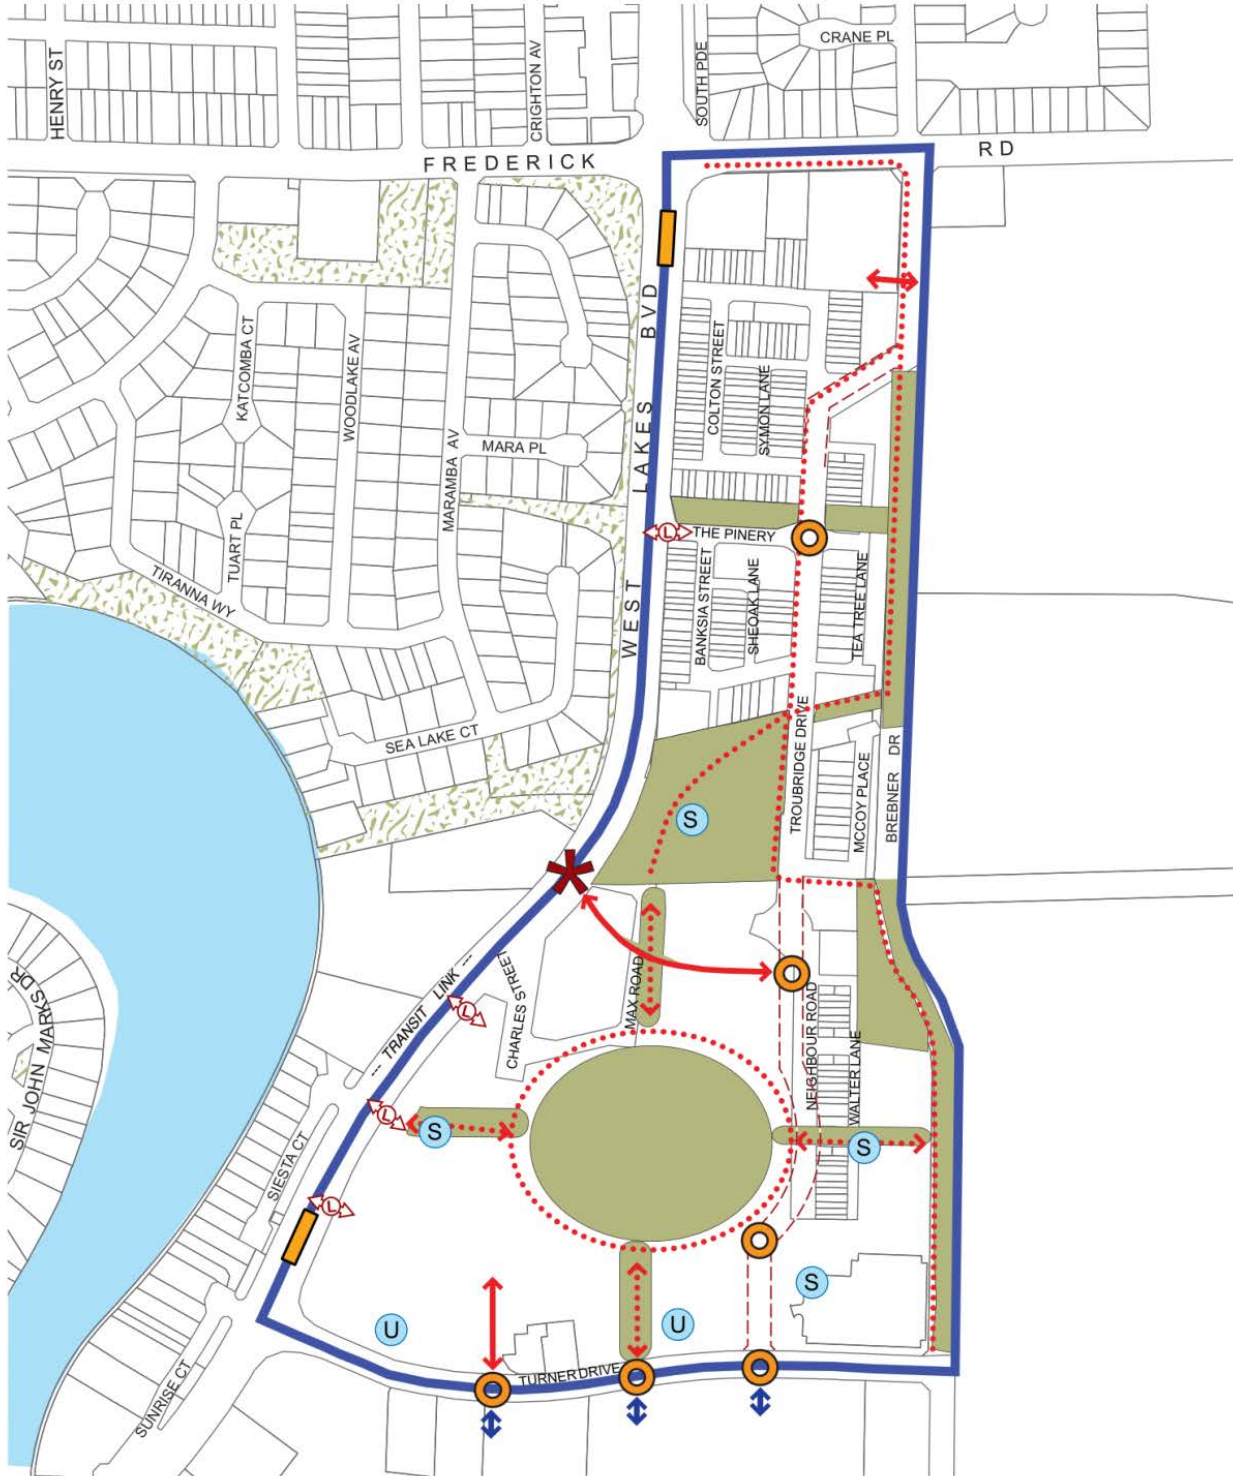 CRANE PL
HENRY ST
CRIGHTON AV
SOUTH PDE
FREDERICK RD
KATCOMBA CT
WOODLAKE AV
MARAMBA AV
MARA PL
WEST LAKES BVD
COLTON STREET
SYMON LANE
TUART PL
TIRANNA WY
L
THE PINERY
BANKSIA STREET
SHEOAK LANE
TEA TREE LANE
SEA LAKE CT
TROUBRIDGE DRIVE
MCCOY PLACE
BREBNER DR
S
SIR JOHN MARKS DR
--- TRANSIT LINK ---
CHARLES STREET
MAX ROAD
NEIGHBOUR ROAD
WALTER LANE
L
L
S
S
SIESTA CT
L
S
U
U
TURNER DRIVE
SUNRISE CT